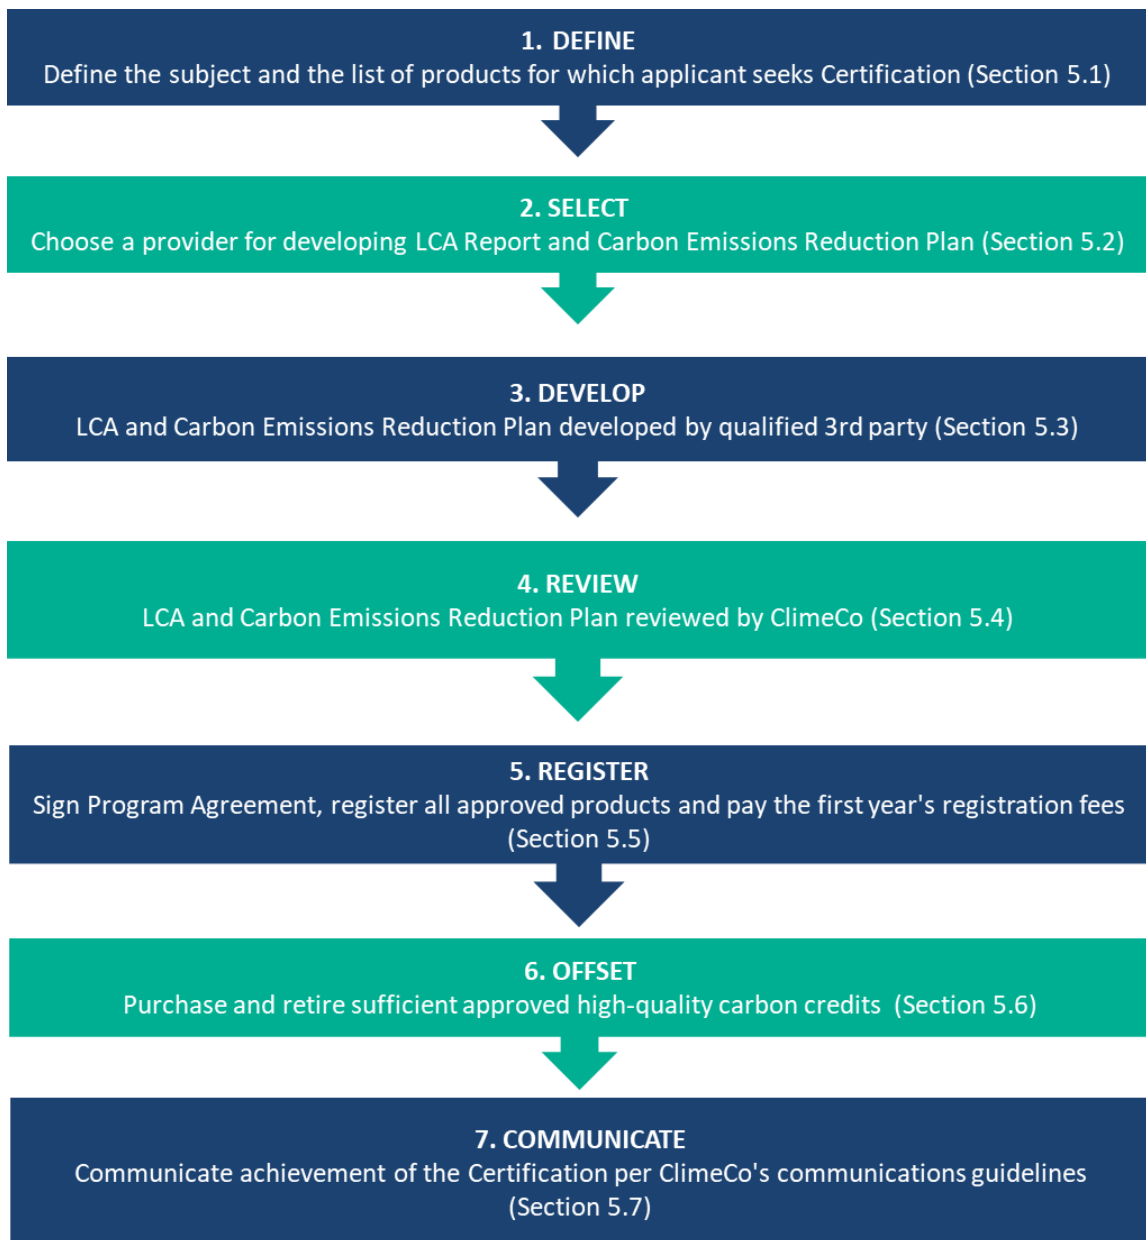 1. DEFINE
Define the subject and the list of products for which applicant seeks Certification (Section 5.1)
2. SELECT
Choose a provider for developing LCA Report and Carbon Emissions Reduction Plan (Section 5.2)
3. DEVELOP
LCA and Carbon Emissions Reduction Plan developed by qualified 3rd party (Section 5.3)
4. REVIEW
LCA and Carbon Emissions Reduction Plan reviewed by ClimeCo (Section 5.4)
5. REGISTER
Sign Program Agreement, register all approved products and pay the first year's registration fees
(Section 5.5)
6. OFFSET
Purchase and retire sufficient approved high-quality carbon credits (Section 5.6)
7. COMMUNICATE
Communicate achievement of the Certification per ClimeCo's communications guidelines
(Section 5.7)